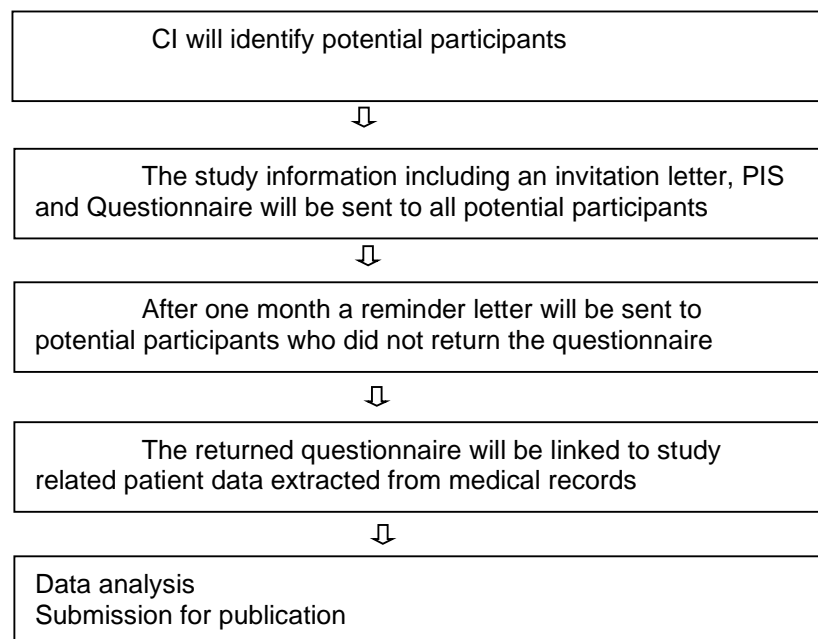 CI will identify potential participants
The study information including an invitation letter, PIS
and Questionnaire will be sent to all potential participants
After one month a reminder letter will be sent to
potential participants who did not return the questionnaire
The returned questionnaire will be linked to study
related patient data extracted from medical records
Data analysis
Submission for publication